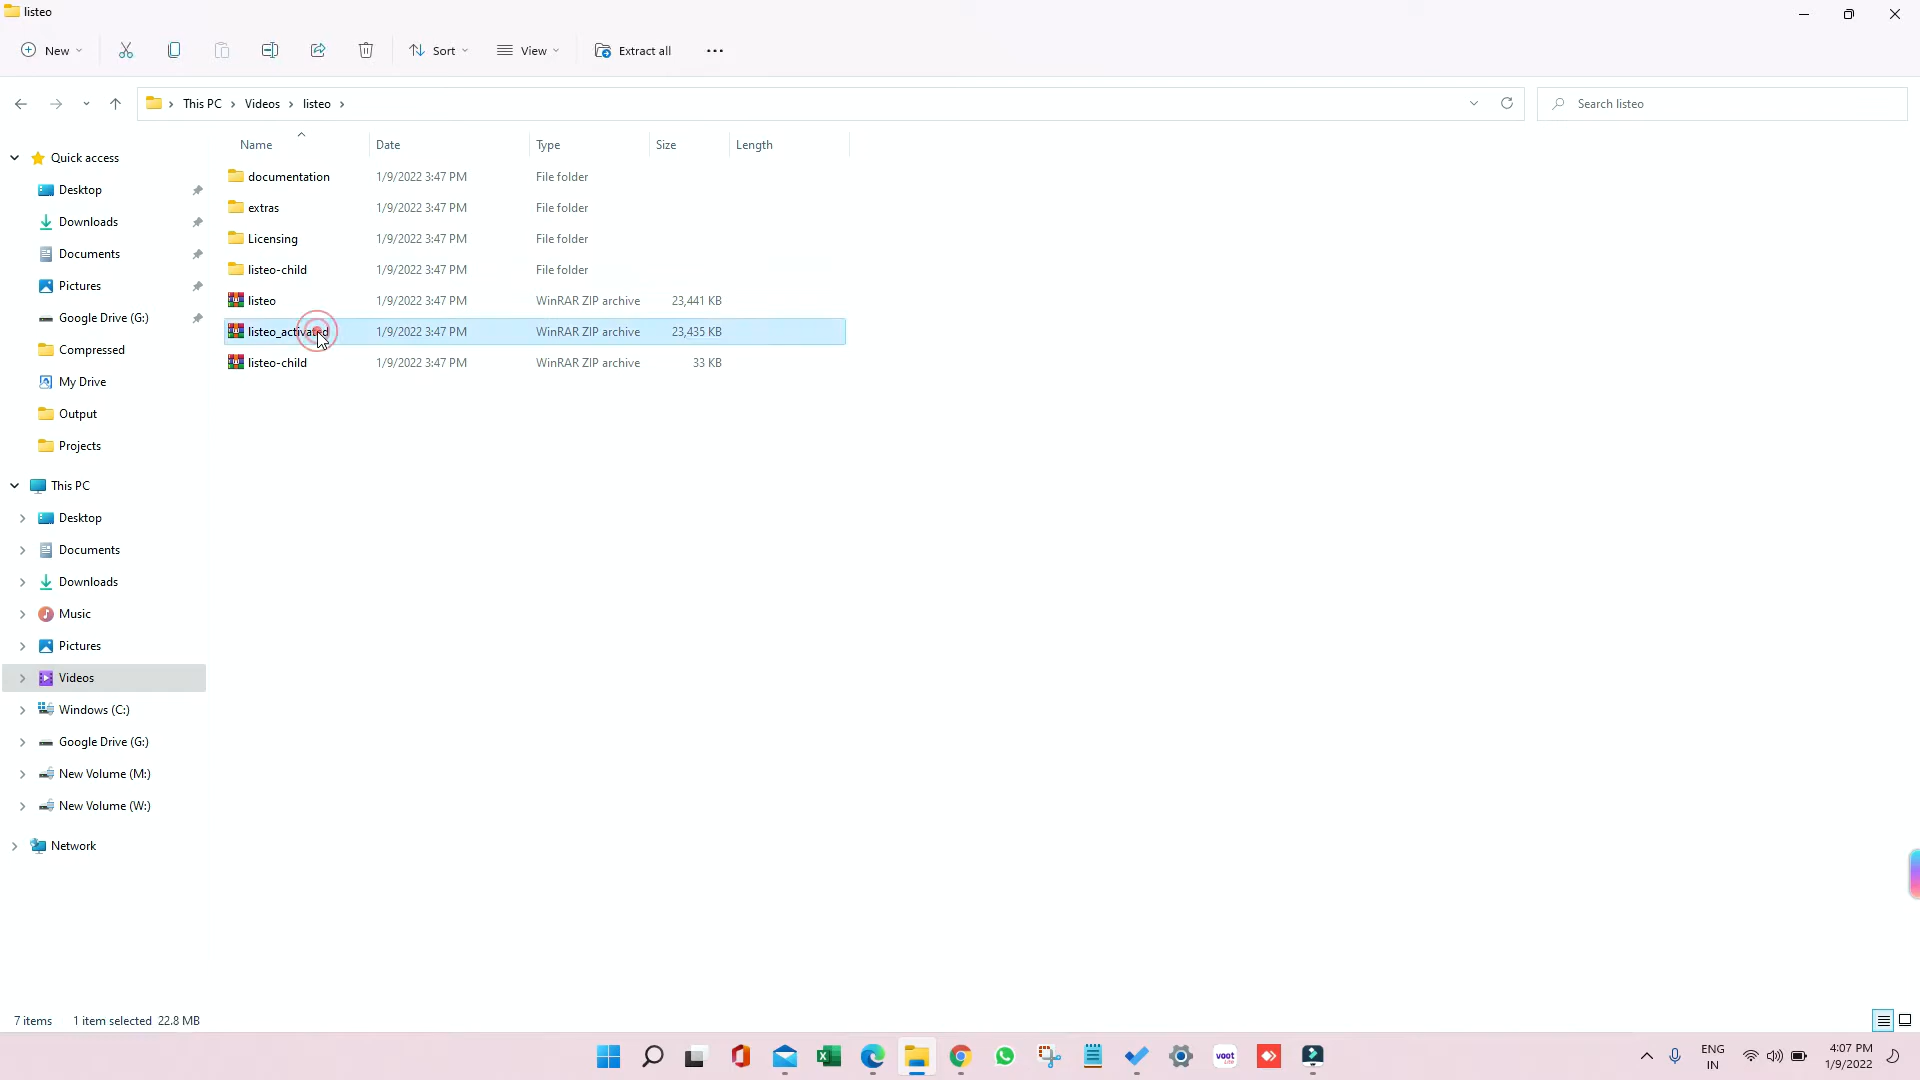 listeo
New
Sort
View
Extract all
This PC
Videos
listeo
Search listeo
Name
Date
Type
Size
Length
documentation 1/9/2022 3:47 PM File folder
extras 1/9/2022 3:47 PM File folder
Licensing 1/9/2022 3:47 PM File folder
listeo-child 1/9/2022 3:47 PM File folder
listeo 1/9/2022 3:47 PM WinRAR ZIP archive 23,441 KB
listeo_activated 1/9/2022 3:47 PM WinRAR ZIP archive 23,435 KB
listeo-child 1/9/2022 3:47 PM WinRAR ZIP archive 33 KB
Quick access
Desktop
Downloads
Documents
Pictures
Google Drive (G:)
Compressed
My Drive
Output
Projects
This PC
Desktop
Documents
Downloads
Music
Pictures
Videos
Windows (C:)
Google Drive (G:)
New Volume (M:)
New Volume (W:)
Network
7 items 1 item selected 22.8 MB
voot
ENG
IN
4:07 PM
1/9/2022